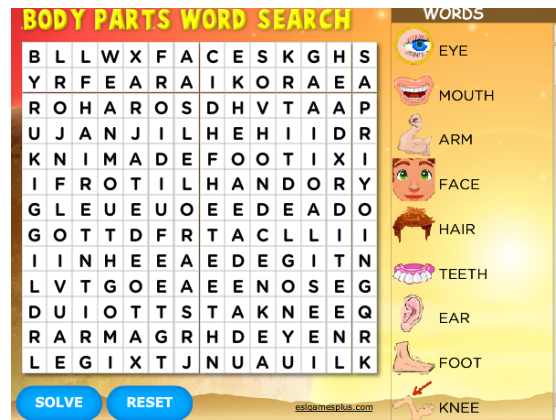 BODY PARTS WORD SEARCH
B L L W X F A C E S K G H S
Y R F E A R A I K O R A E A
R O H A R O S D H V T A A P
U J A N J I L H E H I I D R
K N I M A D E F O O T I X I
I F R O T I L H A N D O R Y
G L E U E U O E E D E A D O
G O T T D F R T A C L L I I
I I N H E E A E D E G I T N
L V T G O E A E E N O S E G
D U I O T T S T A K N E E Q
R A R M A G R H D E Y E N R
L E G I X T J N U A U I L K
SOLVE
RESET
eslgamesplus.com
WORDS
EYE
MOUTH
ARM
FACE
HAIR
TEETH
EAR
FOOT
KNEE